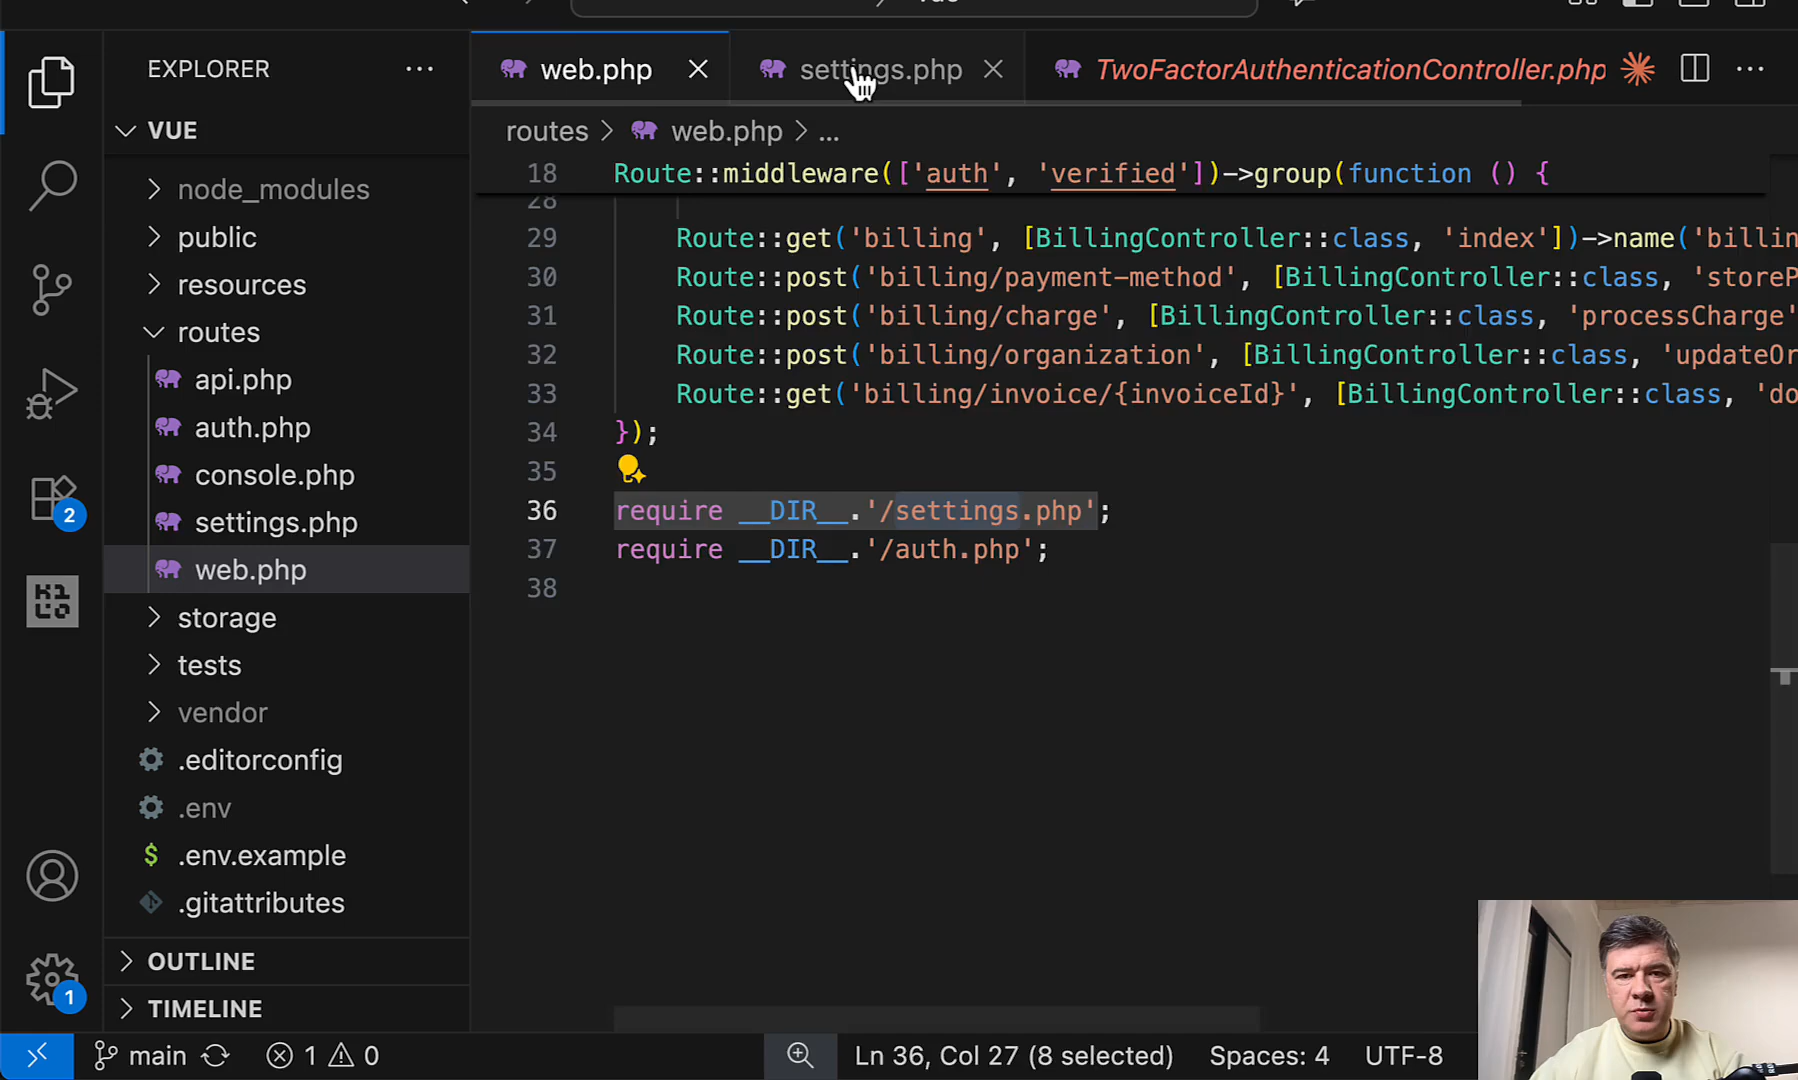 EXPLORER
web.php
settings.php
TwoFactorAuthenticationController.php
VUE
routes > web.php > ...
node_modules
public
resources
routes
api.php
auth.php
console.php
settings.php
web.php
storage
tests
vendor
.editorconfig
.env
.env.example
.gitattributes
OUTLINE
TIMELINE
18 Route::middleware(['auth', 'verified'])->group(function () {
28
29 Route::get('billing', [BillingController::class, 'index'])->name('billin
30 Route::post('billing/payment-method', [BillingController::class, 'storeP
31 Route::post('billing/charge', [BillingController::class, 'processCharge'
32 Route::post('billing/organization', [BillingController::class, 'updateOr
33 Route::get('billing/invoice/{invoiceId}', [BillingController::class, 'do
34 });
35
36 require __DIR__.'/settings.php';
37 require __DIR__.'/auth.php';
38
2
1
main
1
0
Ln 36, Col 27 (8 selected)
Spaces: 4
UTF-8